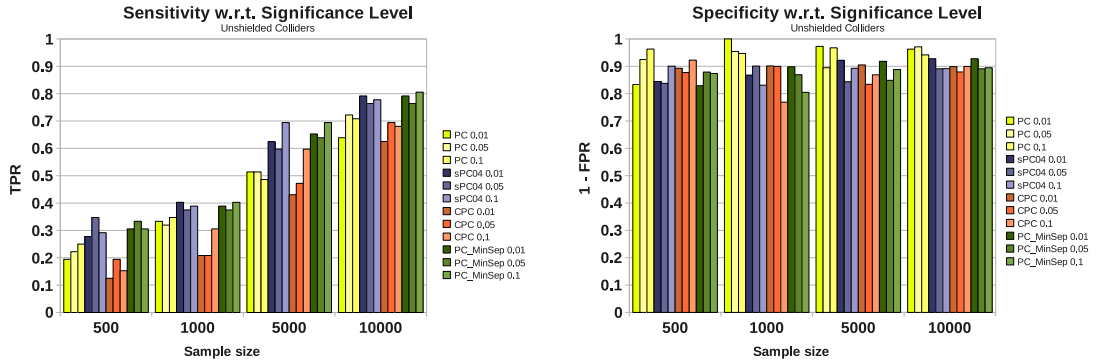 Sensitivity w.r.t. Significance Level
Unshielded Colliders
TPR
1
0.9
0.8
0.7
0.6
0.5
0.4
0.3
0.2
0.1
0
500
1000
5000
10000
Sample size
PC 0.01
PC 0.05
PC 0.1
sPC04 0.01
sPC04 0.05
sPC04 0.1
CPC 0.01
CPC 0.05
CPC 0.1
PC_MinSep 0.01
PC_MinSep 0.05
PC_MinSep 0.1
Specificity w.r.t. Significance Level
Unshielded Colliders
1 - FPR
1
0.9
0.8
0.7
0.6
0.5
0.4
0.3
0.2
0.1
0
500
1000
5000
10000
Sample size
PC 0.01
PC 0.05
PC 0.1
sPC04 0.01
sPC04 0.05
sPC04 0.1
CPC 0.01
CPC 0.05
CPC 0.1
PC_MinSep 0.01
PC_MinSep 0.05
PC_MinSep 0.1